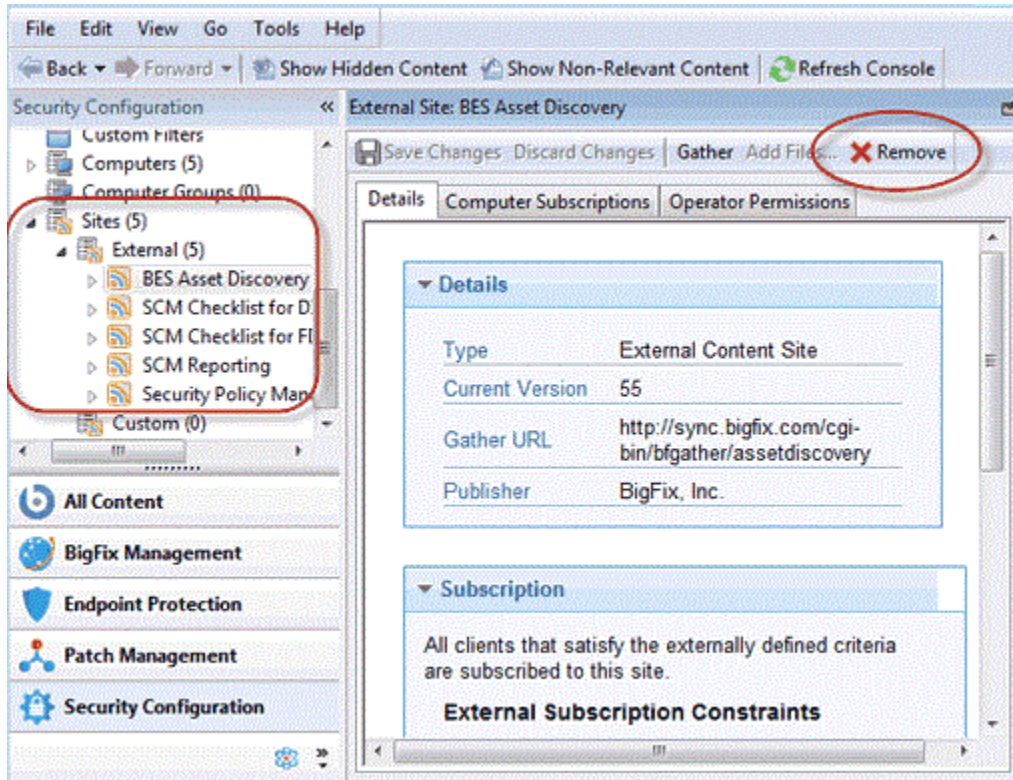 File Edit View Go Tools Help
Back Forward Show Hidden Content Show Non-Relevant Content Refresh Console
Security Configuration
Custom Filters
Computers (5)
Computer Groups (0)
Sites (5)
External (5)
BES Asset Discovery
SCM Checklist for D
SCM Checklist for
SCM Reporting
Security Policy Man
Custom (0)
All Content
BigFix Management
Endpoint Protection
Patch Management
Security Configuration
External Site: BES Asset Discovery
Save Changes Discard Changes Gather Add Files... Remove
Details Computer Subscriptions Operator Permissions
Details
Type External Content Site
Current Version 55
Gather URL http://sync.bigfix.com/cgi-
bin/bfgather/assetdiscovery
Publisher BigFix, Inc.
Subscription
All clients that satisfy the externally defined criteria
are subscribed to this site.
External Subscription Constraints